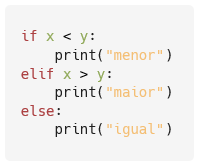 if x < y:
    print("menor")
elif x > y:
    print("maior")
else:
    print("igual")